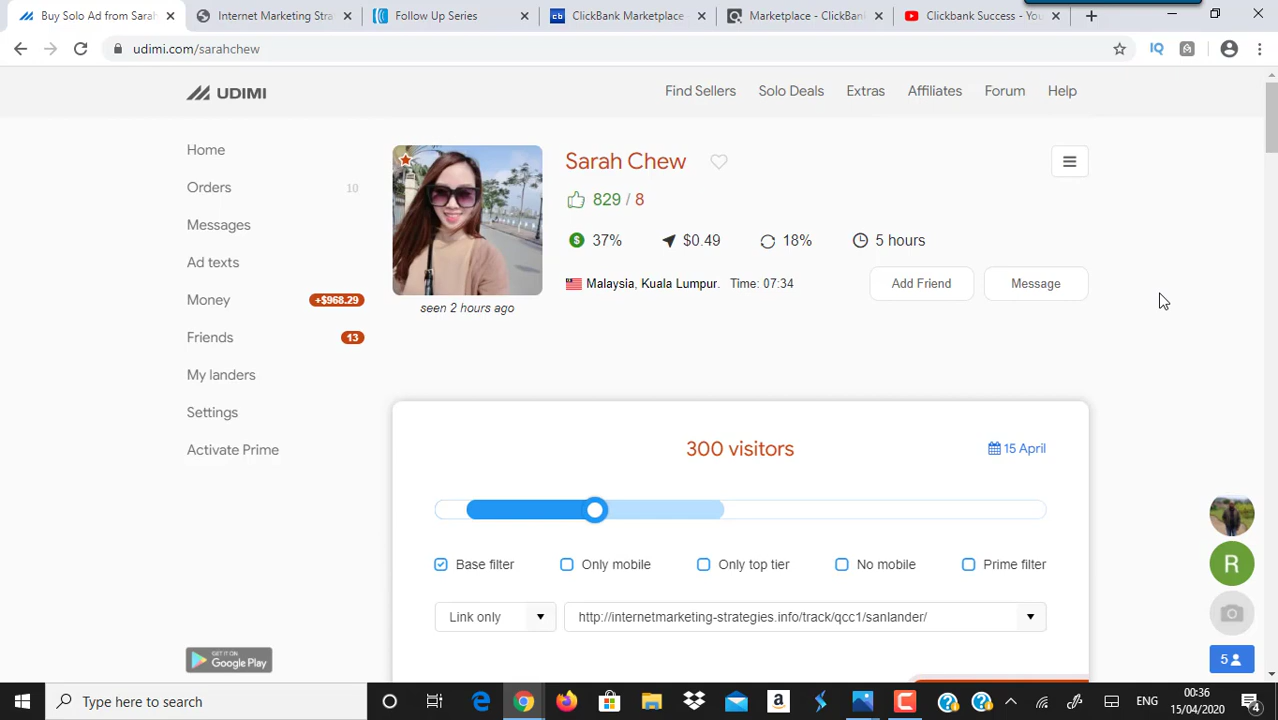 Buy Solo Ad from Sarah
Internet Marketing Stra
Follow Up Series
ClickBank Marketplace -
Marketplace - ClickBan
Clickbank Success - You
udimi.com/sarahchew
IQ
UDIMI
Find Sellers Solo Deals Extras Affiliates Forum Help
Home
Orders 10
Messages
Ad texts
Money +$968.29
Friends 13
My landers
Settings
Activate Prime
GET IT ON
Google Play
Sarah Chew
829 / 8
37% $0.49 18% 5 hours
Malaysia, Kuala Lumpur. Time: 07:34
Add Friend Message
seen 2 hours ago
300 visitors
15 April
Base filter Only mobile Only top tier No mobile Prime filter
Link only http://internetmarketing-strategies.info/track/qcc1/sanlander/
R
5
Type here to search
ENG
00:36
15/04/2020
4